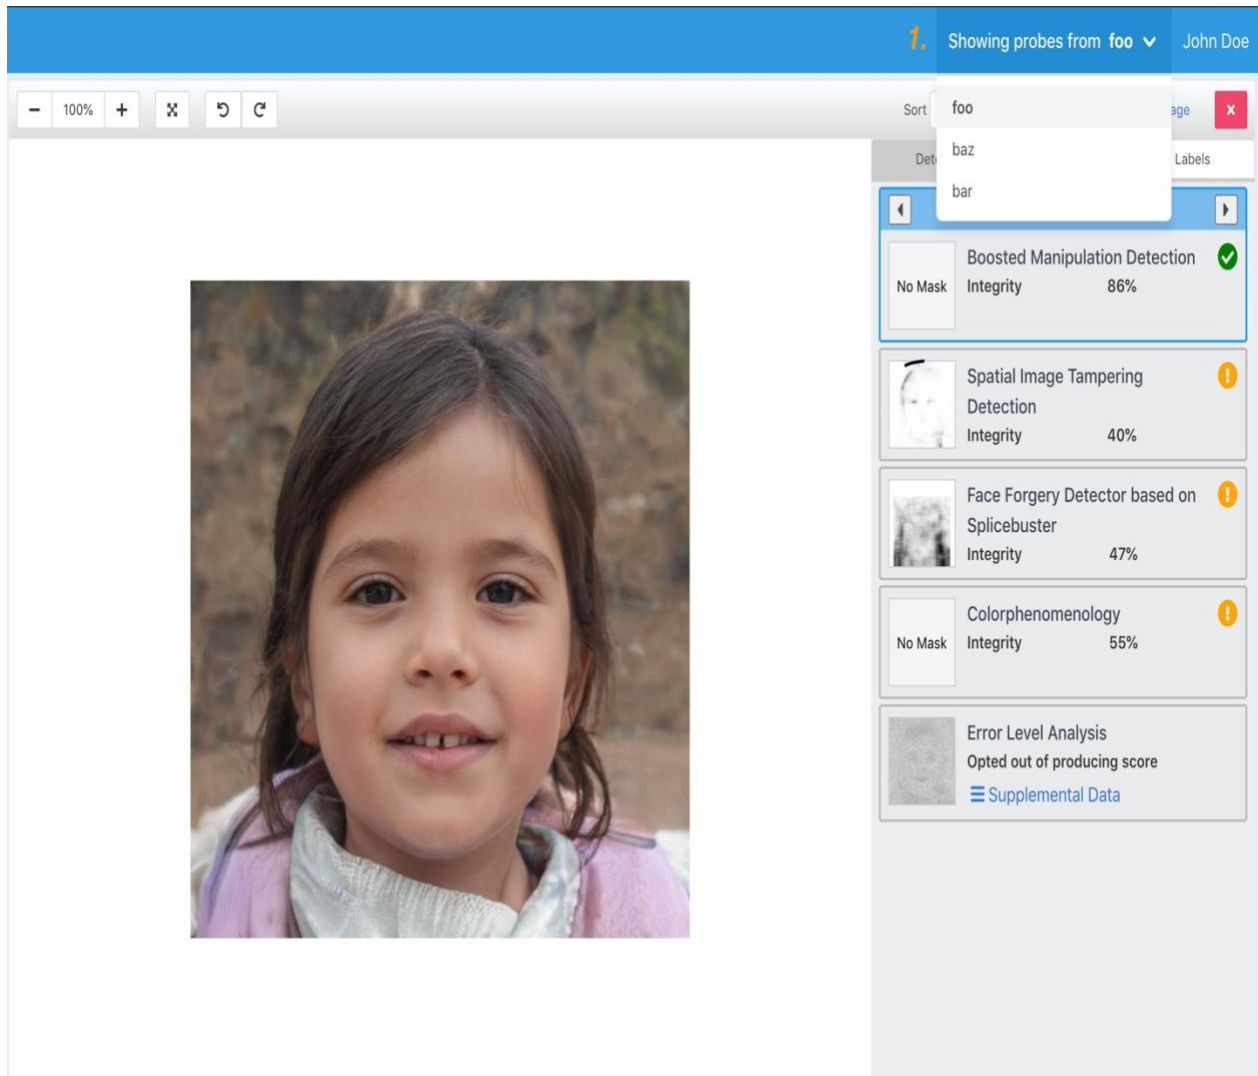 1. Showing probes from foo John Doe
100% Sort
foo
baz
bar
Labels
Boosted Manipulation Detection
No Mask Integrity 86%
Spatial Image Tampering
Detection
Integrity 40%
Face Forgery Detector based on
Splicebuster
Integrity 47%
Colorphenomenology
No Mask Integrity 55%
Error Level Analysis
Opted out of producing score
Supplemental Data